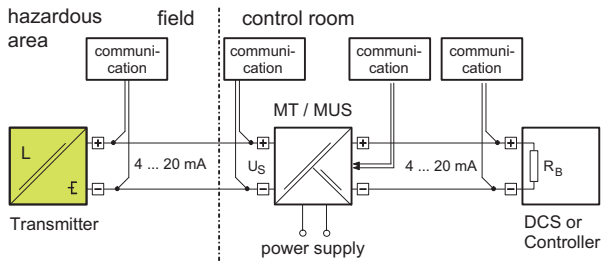 hazardous
area
field
control room
communi-
cation
communi-
cation
communi-
cation
communi-
cation
MT / MUS
+
+
+
+
L
4 ... 20 mA
US
4 ... 20 mA
RB
E
−
−
−
−
Transmitter
power supply
DCS or
Controller